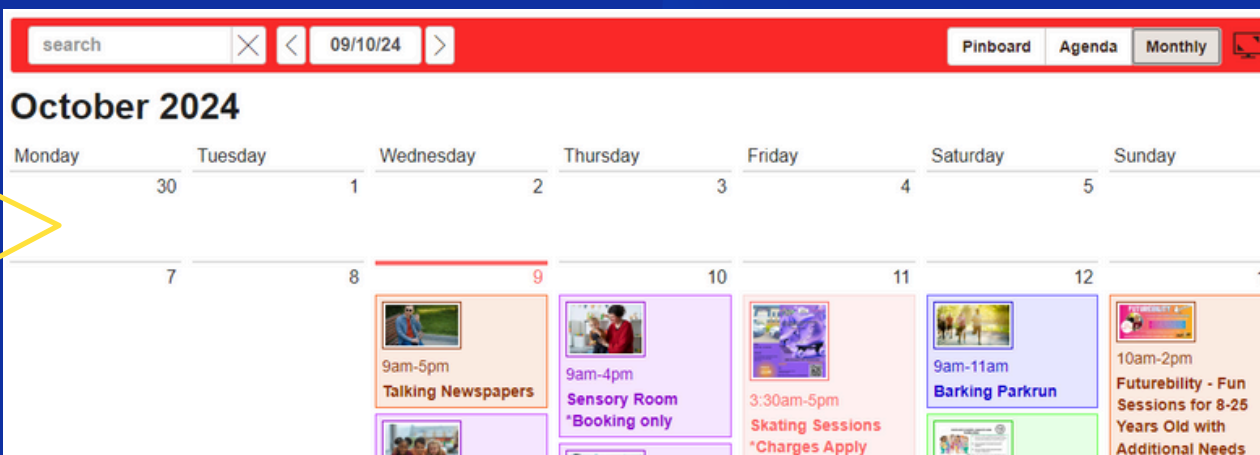 search
09/10/24
Pinboard Agenda Monthly
October 2024
Monday Tuesday Wednesday Thursday Friday Saturday Sunday
30 1 2 3 4 5
7 8 9 10 11 12
9am-5pm
Talking Newspapers
9am-4pm
Sensory Room
*Booking only
3:30am-5pm
Skating Sessions
*Charges Apply
9am-11am
Barking Parkrun
FUTUREBILITY
10am-2pm
Futurebility - Fun
Sessions for 8-25
Years Old with
Additional Needs